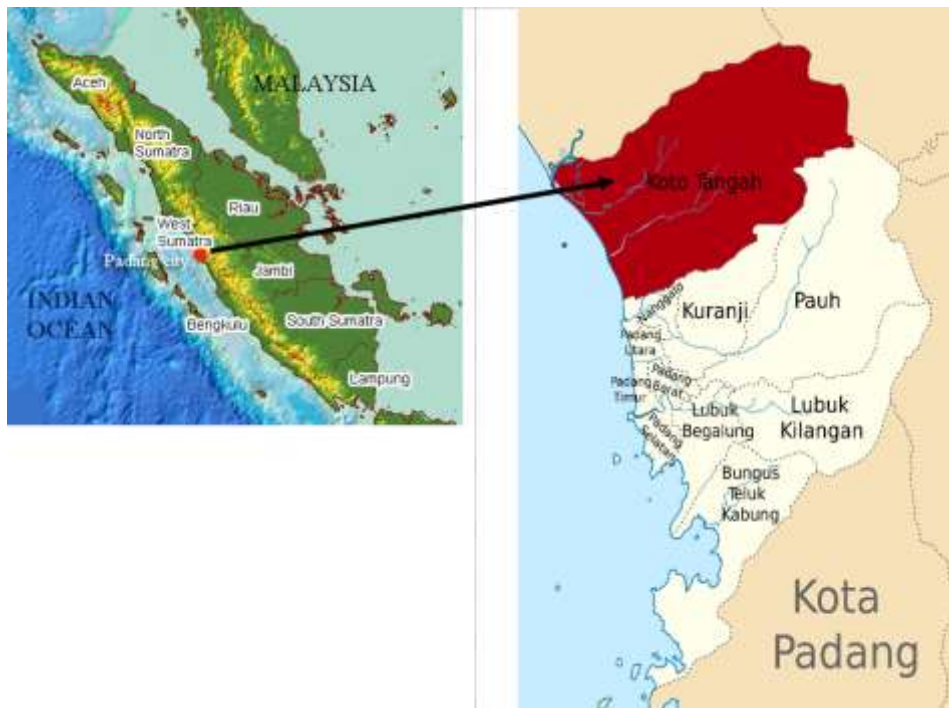 MALAYSIA
Aceh
North
Sumatra
Riau
West
Sumatra
Padang city
Jambi
INDIAN
OCEAN
Bengkulu
South Sumatra
Lampung
Koto Tangah
Nanggalo
Kuranji
Pauh
Padang
Utara
Padang
Barat
Padang
Timur
Lubuk
Begalung
Lubuk
Kilangan
Padang
Selatan
Bungus
Teluk
Kabung
Kota
Padang